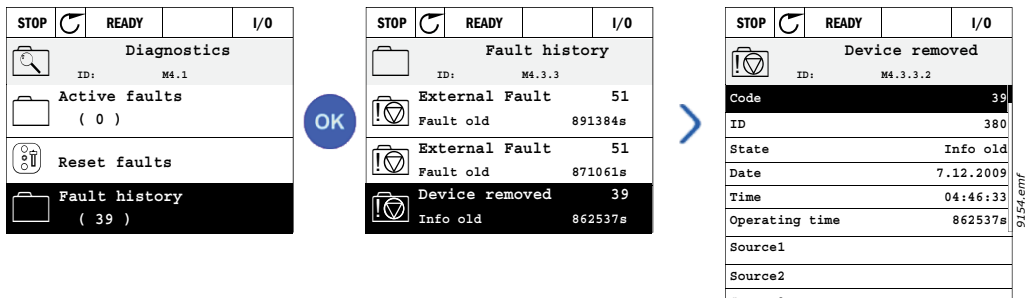 STOP READY I/0
Diagnostics
ID: M4.1
Active faults
( 0 )
Reset faults
Fault history
( 39 )
OK
STOP READY I/0
Fault history
ID: M4.3.3
External Fault 51
Fault old 891384s
External Fault 51
Fault old 871061s
Device removed 39
Info old 862537s
STOP READY I/0
Device removed
ID: M4.3.3.2
Code 39
ID 380
State Info old
Date 7.12.2009
Time 04:46:33
Operating time 862537s
Source1
Source2
9154.emf